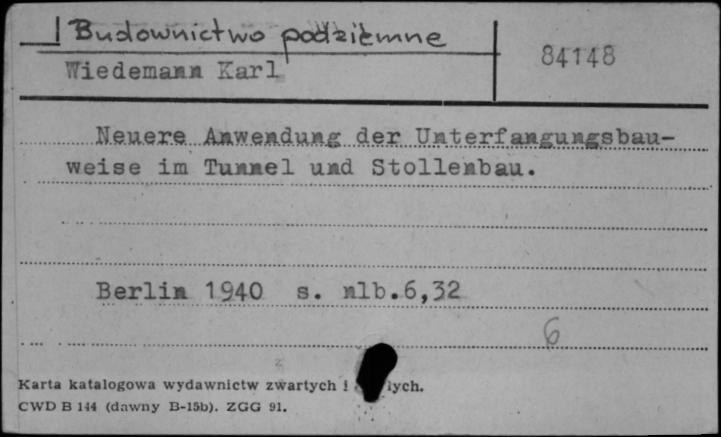 Budownictwo podziemne
84148
Wiedemann Karl
Neuere Anwendung der Unterfangungsbau-
weise im Tunnel und Stollenbau.
Berlin 1940 s. nlb.6,32
6
Karta katalogowa wydawnictw zwartych i łych.
CWD B 144 (dawny B-15b). ZGG 91.